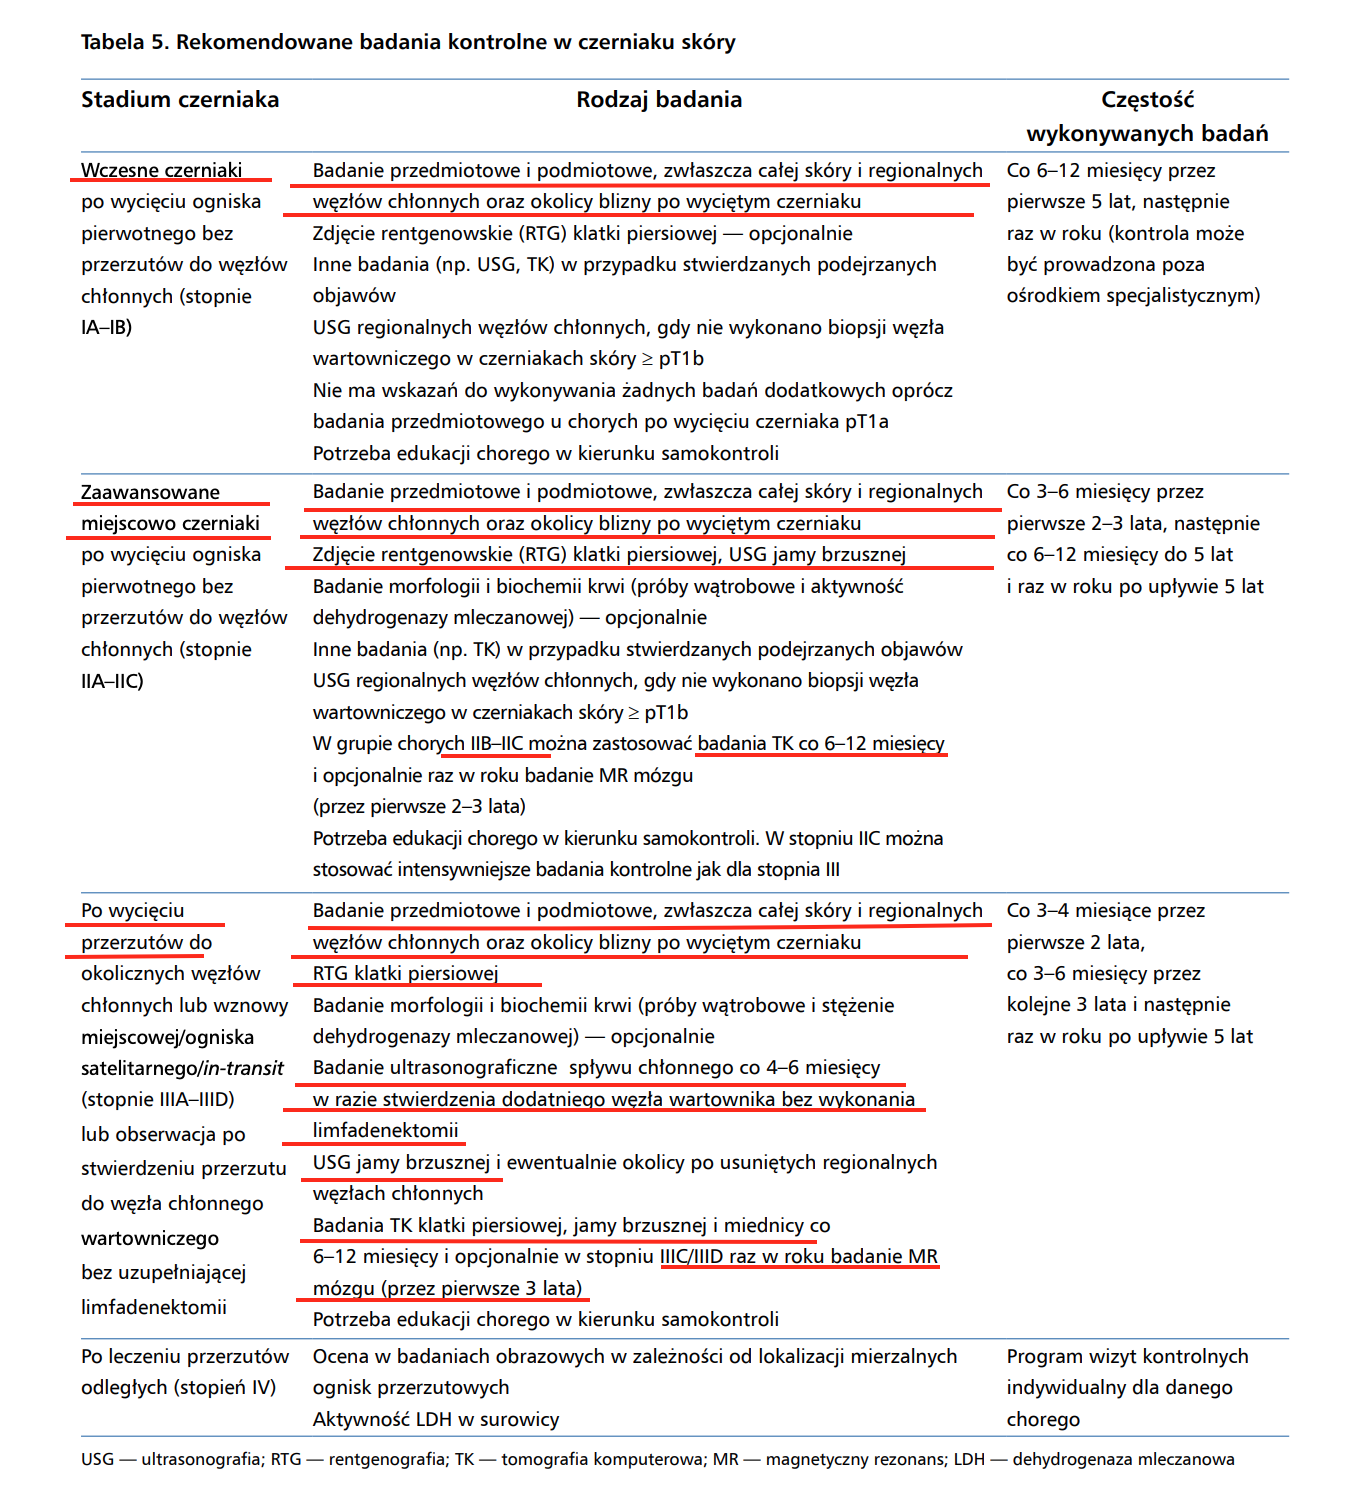 Tabela 5. Rekomendowane badania kontrolne w czerniaku skóry
Stadium czerniaka
Rodzaj badania
Częstość
wykonywanych badań
Wczesne czerniaki
po wycięciu ogniska
pierwotnego bez
przerzutów do węzłów
chłonnych (stopnie
IA–IB)
Badanie przedmiotowe i podmiotowe, zwłaszcza całej skóry i regionalnych
węzłów chłonnych oraz okolicy blizny po wyciętym czerniaku
Zdjęcie rentgenowskie (RTG) klatki piersiowej — opcjonalnie
Inne badania (np. USG, TK) w przypadku stwierdzanych podejrzanych
objawów
USG regionalnych węzłów chłonnych, gdy nie wykonano biopsji węzła
wartowniczego w czerniakach skóry ≥ pT1b
Nie ma wskazań do wykonywania żadnych badań dodatkowych oprócz
badania przedmiotowego u chorych po wycięciu czerniaka pT1a
Potrzeba edukacji chorego w kierunku samokontroli
Co 6–12 miesięcy przez
pierwsze 5 lat, następnie
raz w roku (kontrola może
być prowadzona poza
ośrodkiem specjalistycznym)
Zaawansowane
miejscowo czerniaki
po wycięciu ogniska
pierwotnego bez
przerzutów do węzłów
chłonnych (stopnie
IIA–IIC)
Badanie przedmiotowe i podmiotowe, zwłaszcza całej skóry i regionalnych
węzłów chłonnych oraz okolicy blizny po wyciętym czerniaku
Zdjęcie rentgenowskie (RTG) klatki piersiowej, USG jamy brzusznej
Badanie morfologii i biochemii krwi (próby wątrobowe i aktywność
dehydrogenazy mleczanowej) — opcjonalnie
Inne badania (np. TK) w przypadku stwierdzanych podejrzanych objawów
USG regionalnych węzłów chłonnych, gdy nie wykonano biopsji węzła
wartowniczego w czerniakach skóry ≥ pT1b
W grupie chorych IIB–IIC można zastosować badania TK co 6–12 miesięcy
i opcjonalnie raz w roku badanie MR mózgu
(przez pierwsze 2–3 lata)
Potrzeba edukacji chorego w kierunku samokontroli. W stopniu IIC można
stosować intensywniejsze badania kontrolne jak dla stopnia III
Co 3–6 miesięcy przez
pierwsze 2–3 lata, następnie
co 6–12 miesięcy do 5 lat
i raz w roku po upływie 5 lat
Po wycięciu
przerzutów do
okolicznych węzłów
chłonnych lub wznowy
miejscowej/ogniska
satelitarnego/in-transit
(stopnie IIIA–IIID)
lub obserwacja po
stwierdzeniu przerzutu
do węzła chłonnego
wartowniczego
bez uzupełniającej
limfadenektomii
Badanie przedmiotowe i podmiotowe, zwłaszcza całej skóry i regionalnych
węzłów chłonnych oraz okolicy blizny po wyciętym czerniaku
RTG klatki piersiowej
Badanie morfologii i biochemii krwi (próby wątrobowe i stężenie
dehydrogenazy mleczanowej) — opcjonalnie
Badanie ultrasonograficzne spływu chłonnego co 4–6 miesięcy
w razie stwierdzenia dodatniego węzła wartownika bez wykonania
limfadenektomii
USG jamy brzusznej i ewentualnie okolicy po usuniętych regionalnych
węzłach chłonnych
Badania TK klatki piersiowej, jamy brzusznej i miednicy co
6–12 miesięcy i opcjonalnie w stopniu IIIC/IIID raz w roku badanie MR
mózgu (przez pierwsze 3 lata)
Potrzeba edukacji chorego w kierunku samokontroli
Co 3–4 miesiące przez
pierwsze 2 lata,
co 3–6 miesięcy przez
kolejne 3 lata i następnie
raz w roku po upływie 5 lat
Po leczeniu przerzutów
odległych (stopień IV)
Ocena w badaniach obrazowych w zależności od lokalizacji mierzalnych
ognisk przerzutowych
Aktywność LDH w surowicy
Program wizyt kontrolnych
indywidualny dla danego
chorego
USG — ultrasonografia; RTG — rentgenografia; TK — tomografia komputerowa; MR — magnetyczny rezonans; LDH — dehydrogenaza mleczanowa